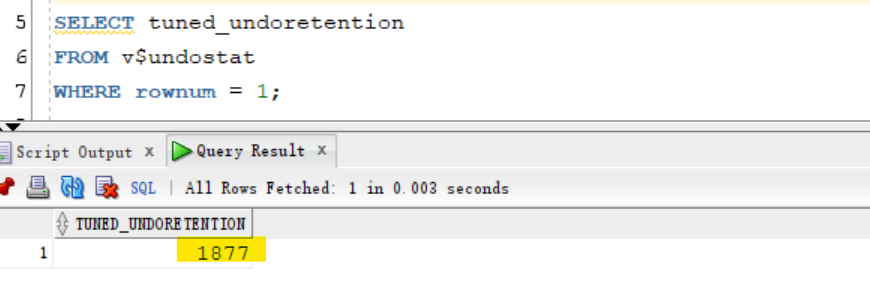 5 SELECT tuned_undoretention
6 FROM v$undostat
7 WHERE rownum = 1;
Script Output x Query Result x
SQL | All Rows Fetched: 1 in 0.003 seconds
TUNED_UNDORETENTION
1 1877